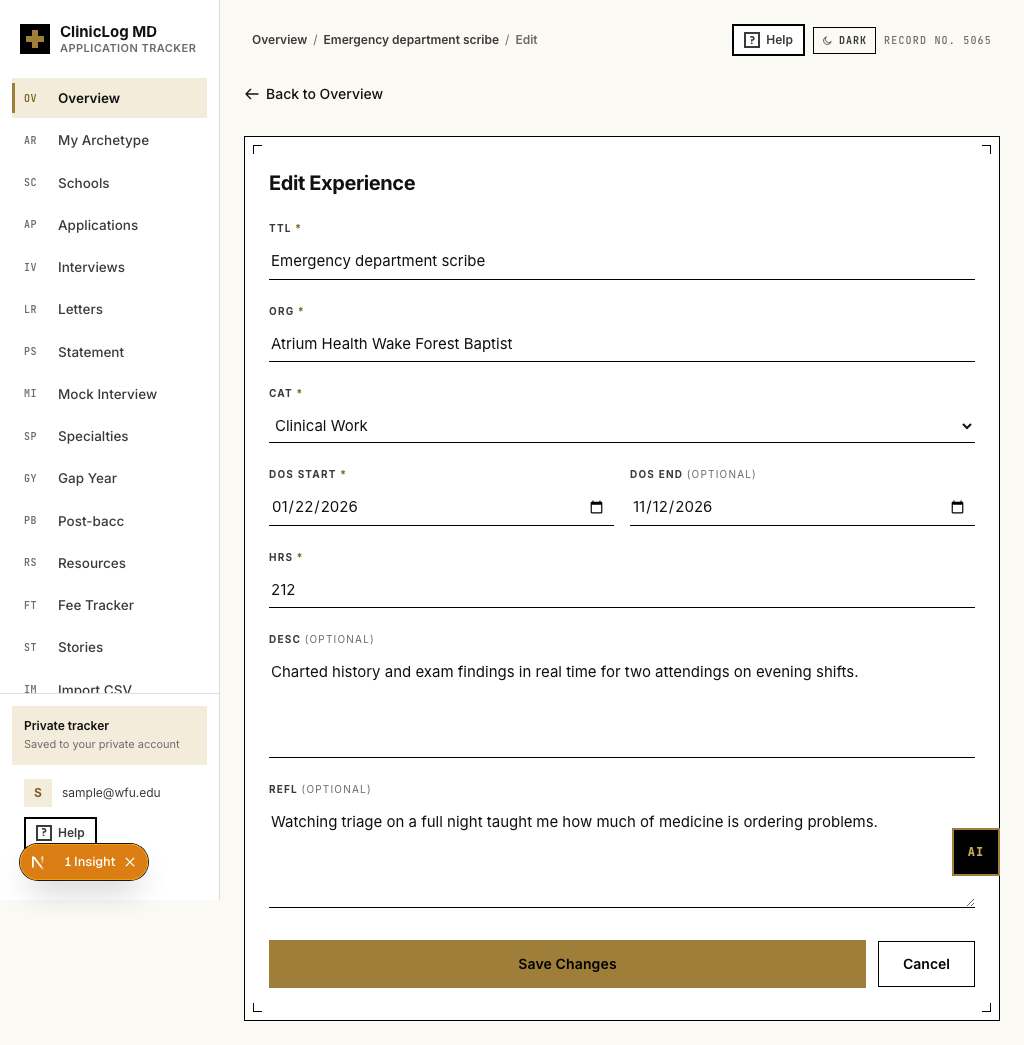 ClinicLog MD
APPLICATION TRACKER
OV Overview
AR My Archetype
SC Schools
AP Applications
IV Interviews
LR Letters
PS Statement
MI Mock Interview
SP Specialties
GY Gap Year
PB Post-bacc
RS Resources
FT Fee Tracker
ST Stories
IM Import CSV
Private tracker
Saved to your private account
S sample@wfu.edu
? Help
N 1 Insight ×
Overview / Emergency department scribe / Edit
? Help
DARK
RECORD NO. 5065
← Back to Overview
Edit Experience
TTL *
Emergency department scribe
ORG *
Atrium Health Wake Forest Baptist
CAT *
Clinical Work
DOS START *
DOS END (OPTIONAL)
01/22/2026
11/12/2026
HRS *
212
DESC (OPTIONAL)
Charted history and exam findings in real time for two attendings on evening shifts.
REFL (OPTIONAL)
Watching triage on a full night taught me how much of medicine is ordering problems.
AI
Save Changes
Cancel